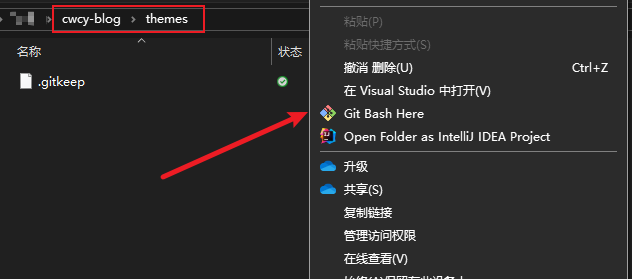 cwcy-blog > themes
名称
状态
.gitkeep
粘贴(P)
粘贴快捷方式(S)
撤消 删除(U) Ctrl+Z
在 Visual Studio 中打开(V)
Git Bash Here
Open Folder as IntelliJ IDEA Project
升级
共享(S)
复制链接
管理访问权限
在线查看(V)